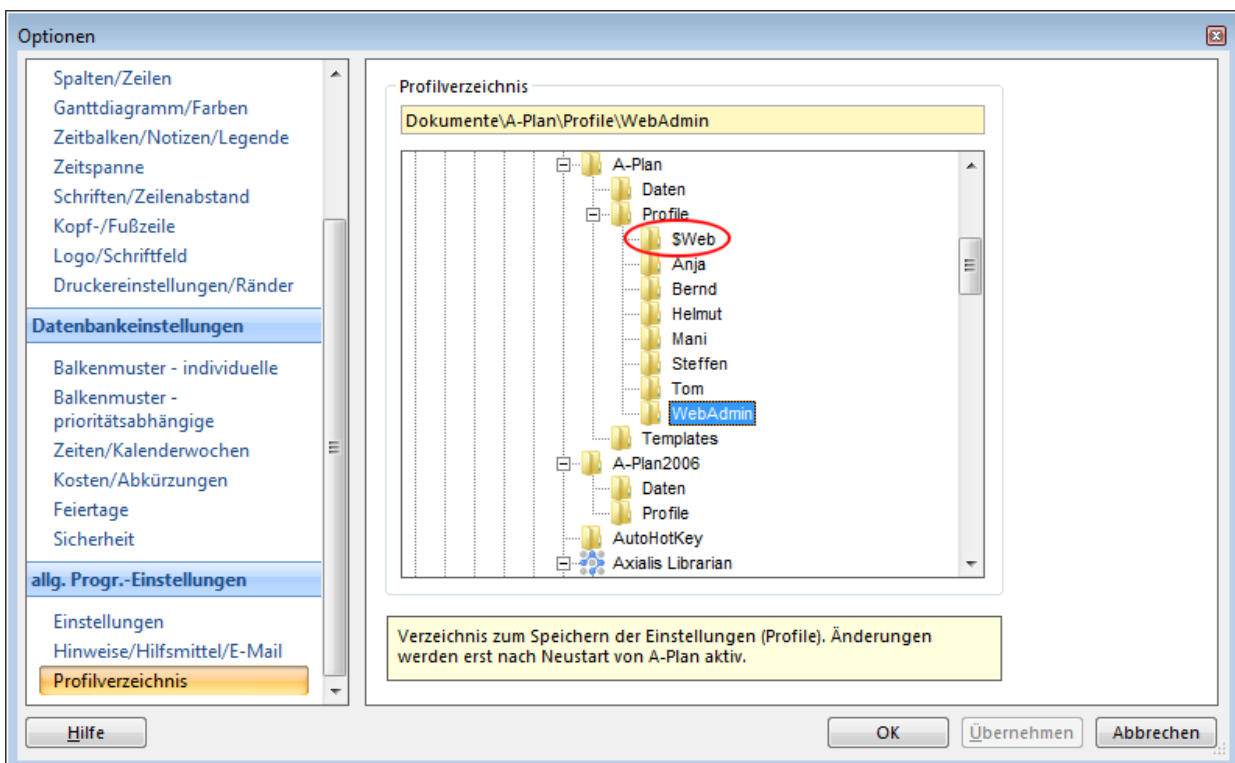 Optionen
Spalten/Zeilen
Ganttdiagramm/Farben
Zeitbalken/Notizen/Legende
Zeitspanne
Schriften/Zeilenabstand
Kopf-/Fußzeile
Logo/Schriftfeld
Druckereinstellungen/Ränder
Datenbankeinstellungen
Balkenmuster - individuelle
Balkenmuster -
prioritätsabhängige
Zeiten/Kalenderwochen
Kosten/Abkürzungen
Feiertage
Sicherheit
allg. Progr.-Einstellungen
Einstellungen
Hinweise/Hilfsmittel/E-Mail
Profilverzeichnis
Profilverzeichnis
Dokumente\A-Plan\Profile\WebAdmin
A-Plan
Daten
Profile
$Web
Anja
Bernd
Helmut
Mani
Steffen
Tom
WebAdmin
Templates
A-Plan2006
Daten
Profile
AutoHotKey
Axialis Librarian
Verzeichnis zum Speichern der Einstellungen (Profile). Änderungen
werden erst nach Neustart von A-Plan aktiv.
Hilfe
OK
Übernehmen
Abbrechen